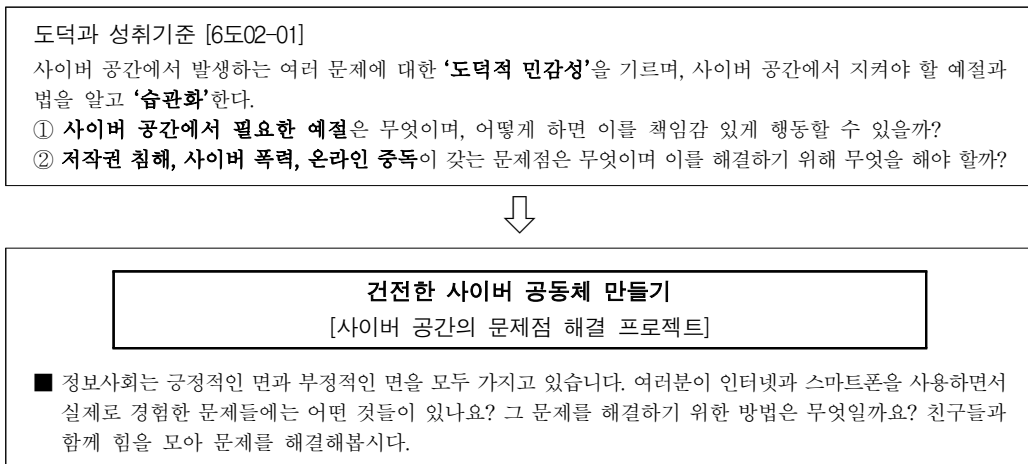 도덕과 성취기준 [6도02-01]
사이버 공간에서 발생하는 여러 문제에 대한 '도덕적 민감성'을 기르며, 사이버 공간에서 지켜야 할 예절과
법을 알고 '습관화'한다.
① 사이버 공간에서 필요한 예절은 무엇이며, 어떻게 하면 이를 책임감 있게 행동할 수 있을까?
② 저작권 침해, 사이버 폭력, 온라인 중독이 갖는 문제점은 무엇이며 이를 해결하기 위해 무엇을 해야 할까?
건전한 사이버 공동체 만들기
[사이버 공간의 문제점 해결 프로젝트]
■ 정보사회는 긍정적인 면과 부정적인 면을 모두 가지고 있습니다. 여러분이 인터넷과 스마트폰을 사용하면서
실제로 경험한 문제들에는 어떤 것들이 있나요? 그 문제를 해결하기 위한 방법은 무엇일까요? 친구들과
함께 힘을 모아 문제를 해결해봅시다.